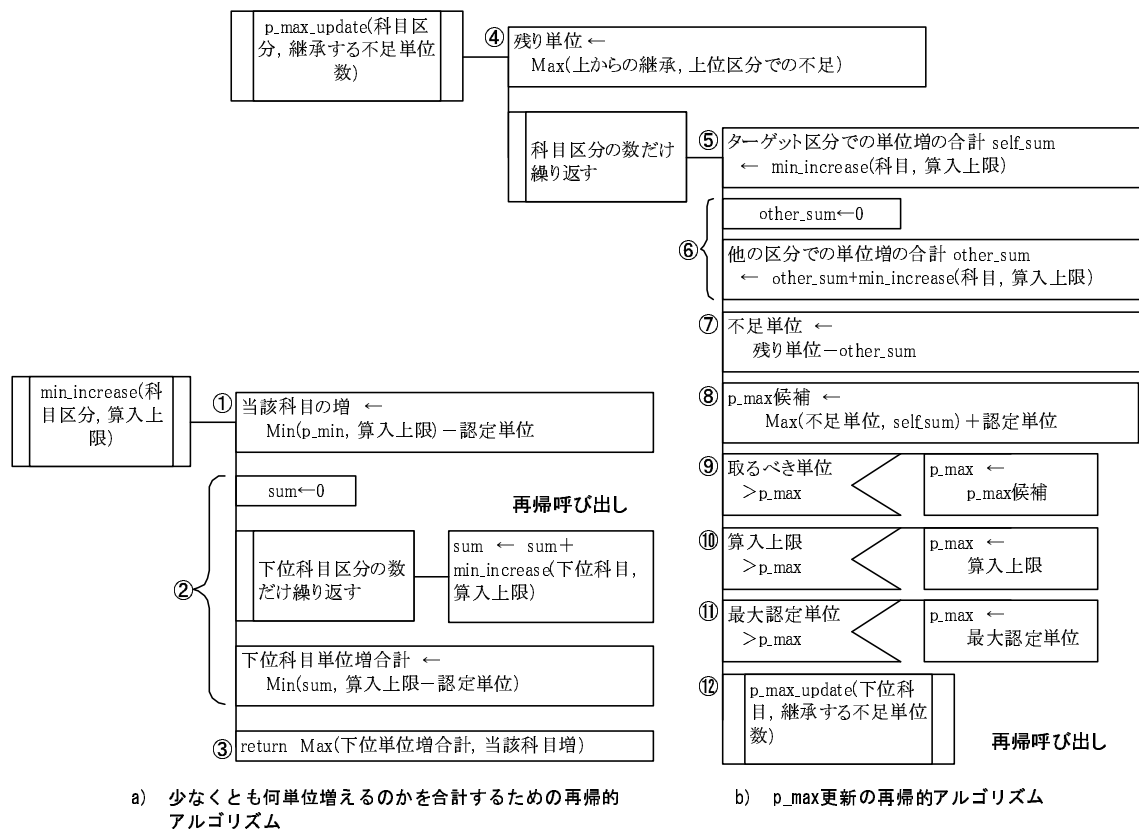 p_max_update(科目区
分, 継承する不足単位
数)
④
残り単位 ←
Max(上からの継承, 上位区分での不足)
科目区分の数だけ
繰り返す
⑤
ターゲット区分での単位増の合計 self_sum
← min_increase(科目, 算入上限)
⑥
other_sum←0
他の区分での単位増の合計 other_sum
← other_sum+min_increase(科目, 算入上限)
⑦
不足単位 ←
残り単位－other_sum
⑧
p_max候補 ←
Max(不足単位, self_sum)＋認定単位
⑨
取るべき単位
＞p_max
p_max ←
p_max候補
⑩
算入上限
＞p_max
p_max ←
算入上限
⑪
最大認定単位
＞p_max
p_max ←
最大認定単位
⑫
p_max_update(下位科
目, 継承する不足単位
数)
再帰呼び出し
min_increase(科
目区分, 算入上
限)
①
当該科目の増 ←
Min(p_min, 算入上限)－認定単位
②
sum←0
再帰呼び出し
下位科目区分の数
だけ繰り返す
sum ← sum＋
min_increase(下位科目,
算入上限)
下位科目単位増合計 ←
Min(sum, 算入上限－認定単位)
③
return Max(下位単位増合計, 当該科目増)
a) 少なくとも何単位増えるのかを合計するための再帰的
アルゴリズム
b) p_max更新の再帰的アルゴリズム